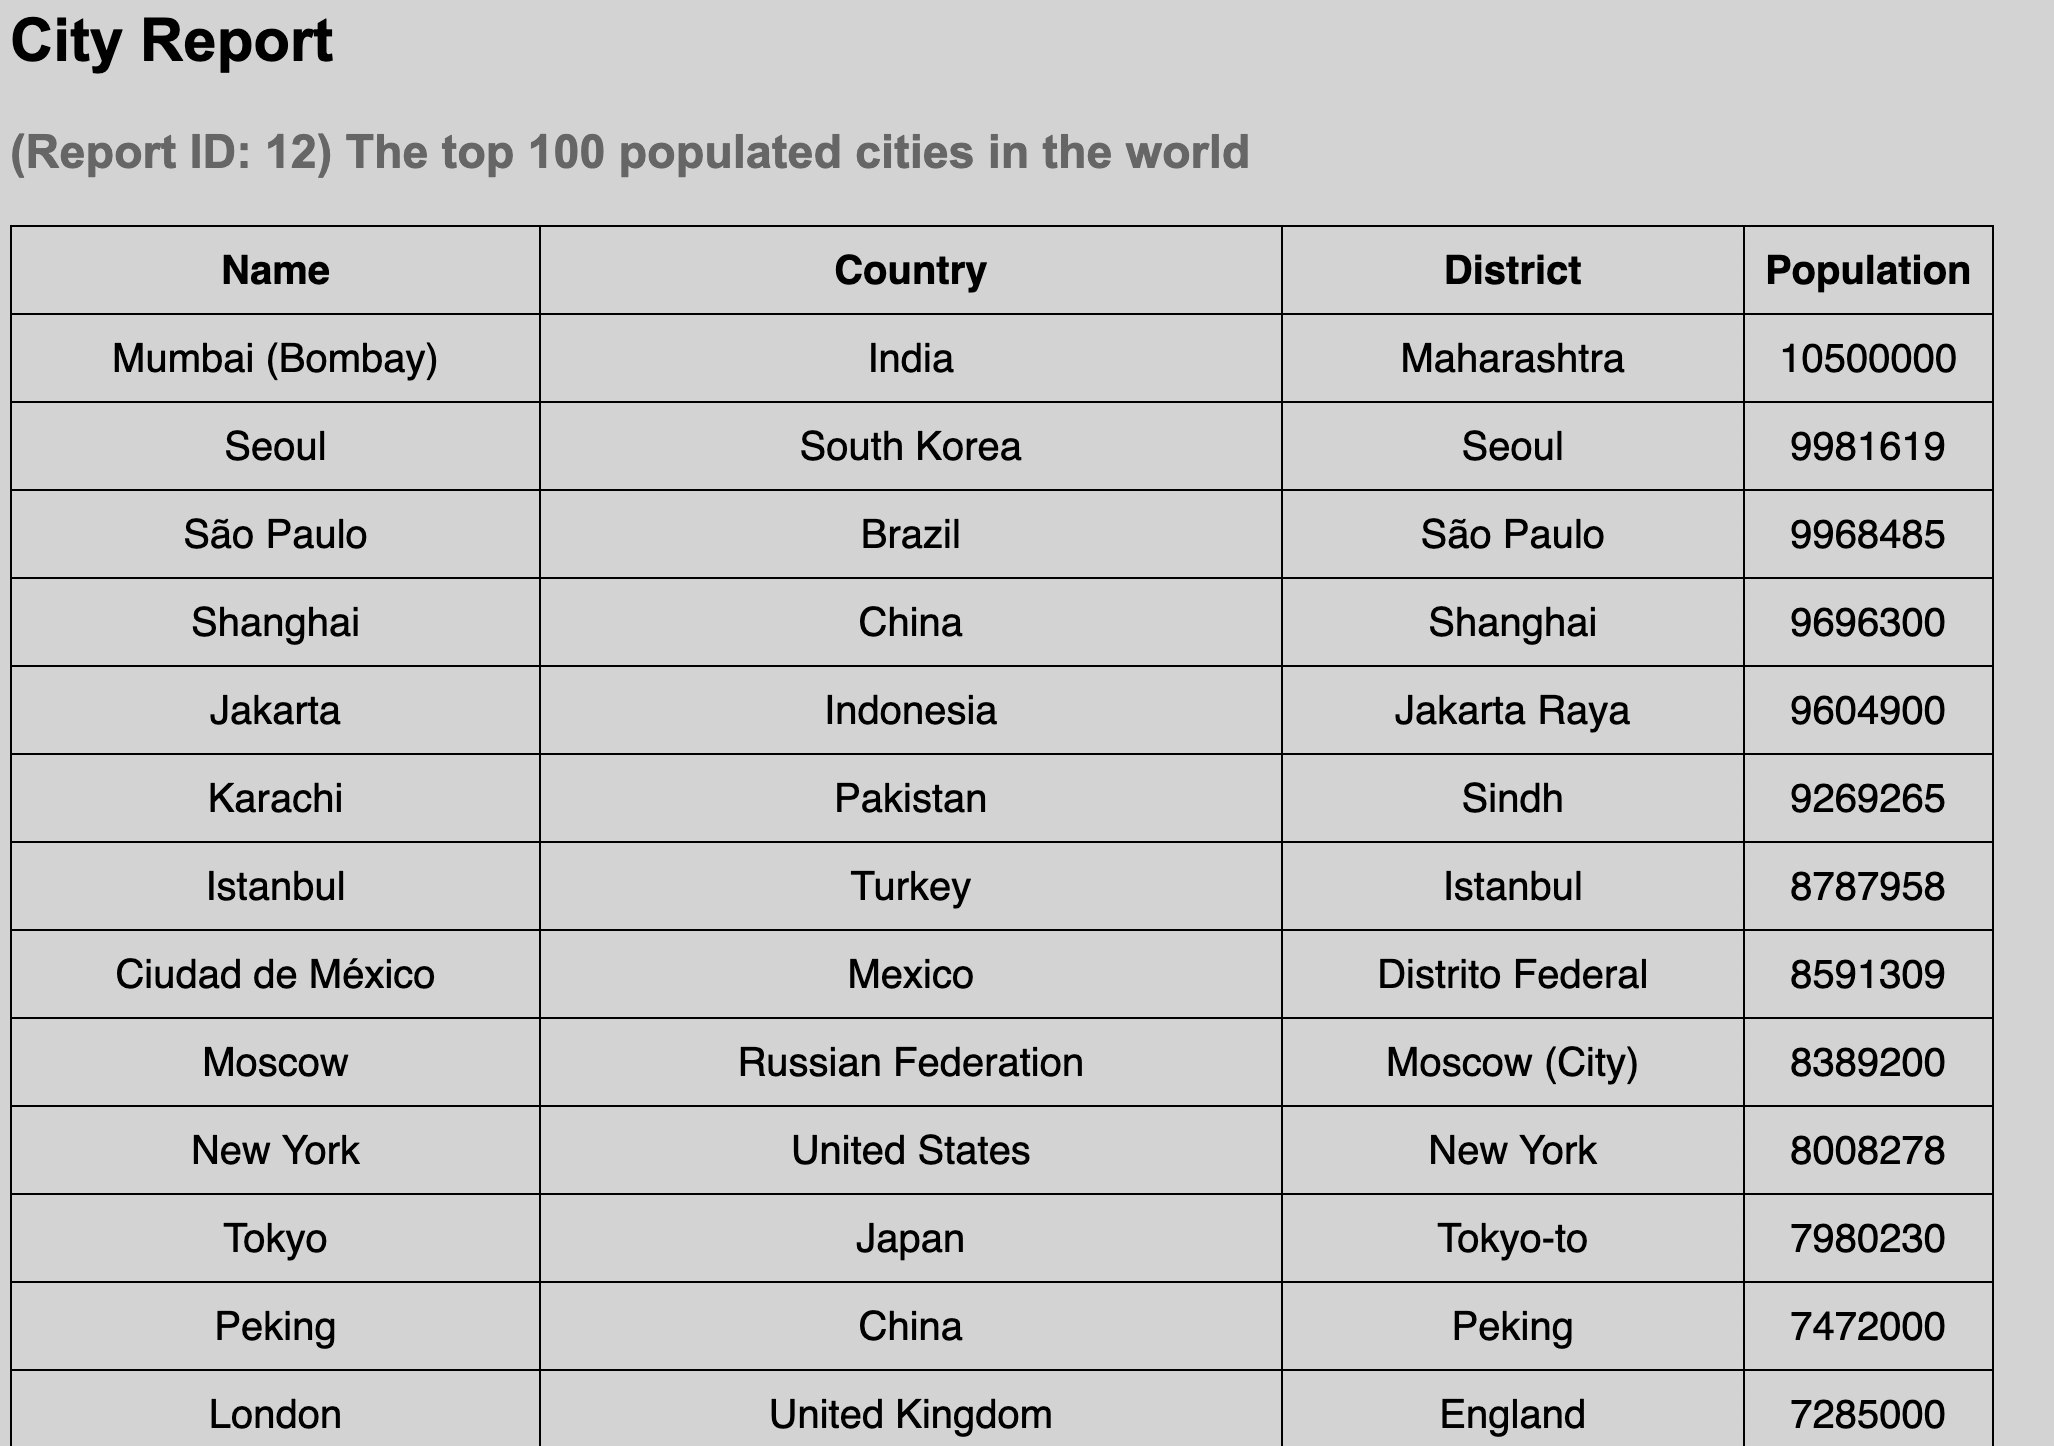 City Report
(Report ID: 12) The top 100 populated cities in the world
Name Country District Population
Mumbai (Bombay) India Maharashtra 10500000
Seoul South Korea Seoul 9981619
São Paulo Brazil São Paulo 9968485
Shanghai China Shanghai 9696300
Jakarta Indonesia Jakarta Raya 9604900
Karachi Pakistan Sindh 9269265
Istanbul Turkey Istanbul 8787958
Ciudad de México Mexico Distrito Federal 8591309
Moscow Russian Federation Moscow (City) 8389200
New York United States New York 8008278
Tokyo Japan Tokyo-to 7980230
Peking China Peking 7472000
London United Kingdom England 7285000